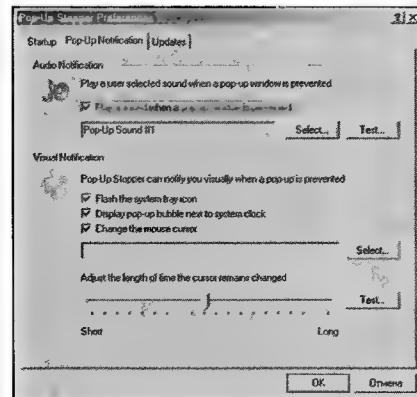 Pop-Up Stopper Preferences
Startup Pop-Up Notification Updates
Audio Notification
Play a user selected sound when a pop-up window is prevented
Pop-Up Sound #1 Select... Test...
Visual Notification
Pop-Up Stopper can notify you visually when a pop-up is prevented
Flash the system tray icon
Display pop-up bubble next to system clock
Change the mouse cursor
Select...
Adjust the length of time the cursor remains changed
Test...
Short Long
OK Отмена